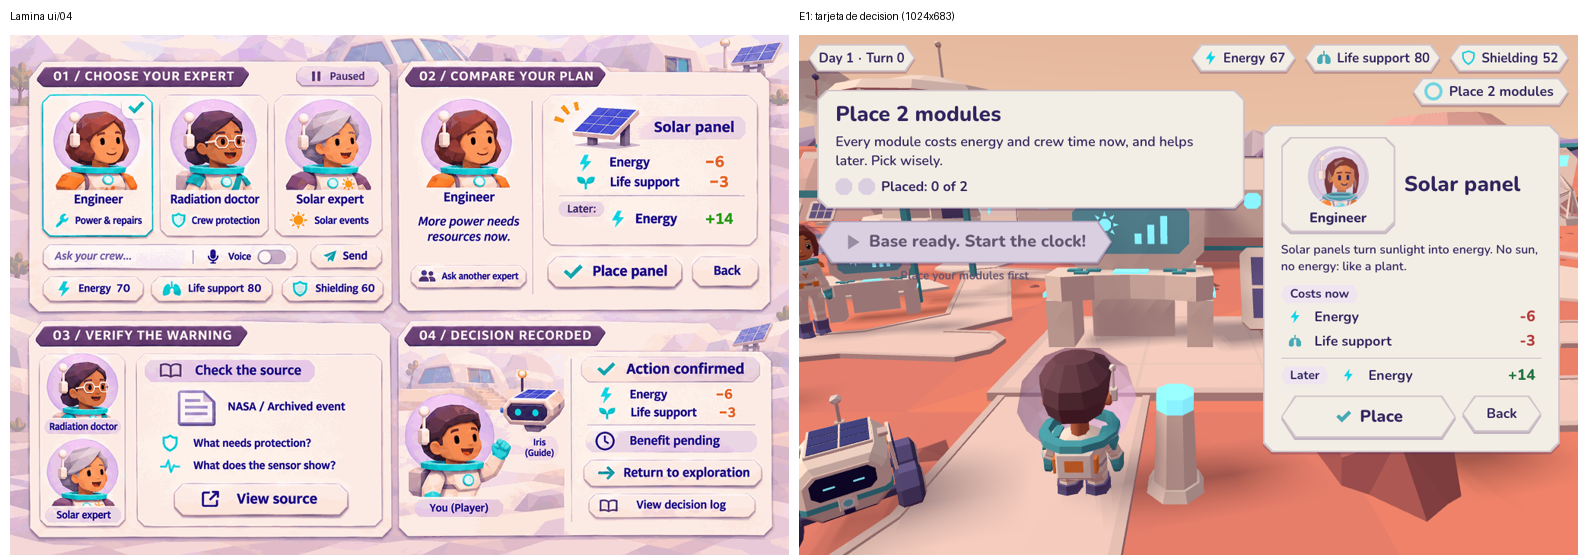 Lamina ui/04
01 / CHOOSE YOUR EXPERT
Paused
Engineer
Power & repairs
Radiation doctor
Crew protection
Solar expert
Solar events
Ask your crew...
Voice
Send
Energy 70
Life support 80
Shielding 60
02 / COMPARE YOUR PLAN
Engineer
More power needs
resources now.
Ask another expert
Solar panel
Energy -6
Life support -3
Later: Energy +14
Place panel
Back
03 / VERIFY THE WARNING
Radiation doctor
Solar expert
Check the source
NASA / Archived event
What needs protection?
What does the sensor show?
View source
04 / DECISION RECORDED
You (Player)
Iris
(Guide)
Action confirmed
Energy -6
Life support -3
Benefit pending
Return to exploration
View decision log
E1: tarjeta de decision (1024x683)
Day 1 · Turn 0
Energy 67
Life support 80
Shielding 52
Place 2 modules
Place 2 modules
Every module costs energy and crew time now, and helps
later. Pick wisely.
Placed: 0 of 2
Base ready. Start the clock!
Place your modules first
Engineer
Solar panel
Solar panels turn sunlight into energy. No sun,
no energy: like a plant.
Costs now
Energy -6
Life support -3
Later Energy +14
Place
Back